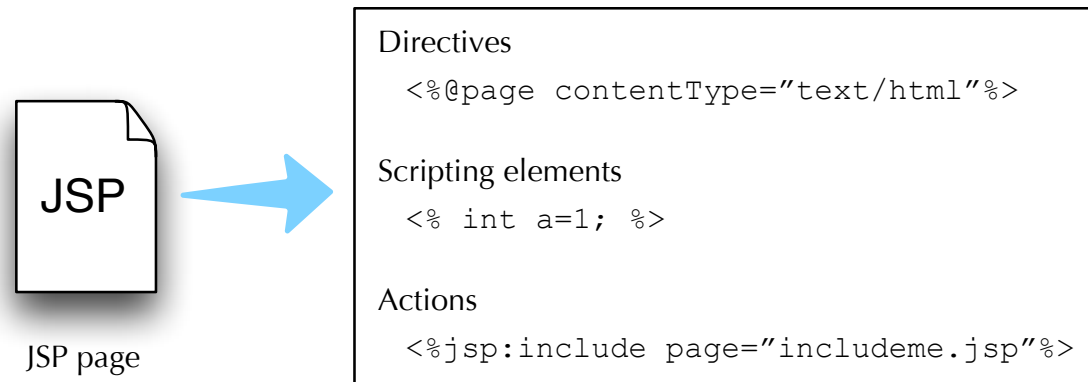 JSP
JSP page
Directives
<%@page contentType=”text/html”%>
Scripting elements
<% int a=1; %>
Actions
<%jsp:include page=”includeme.jsp”%>